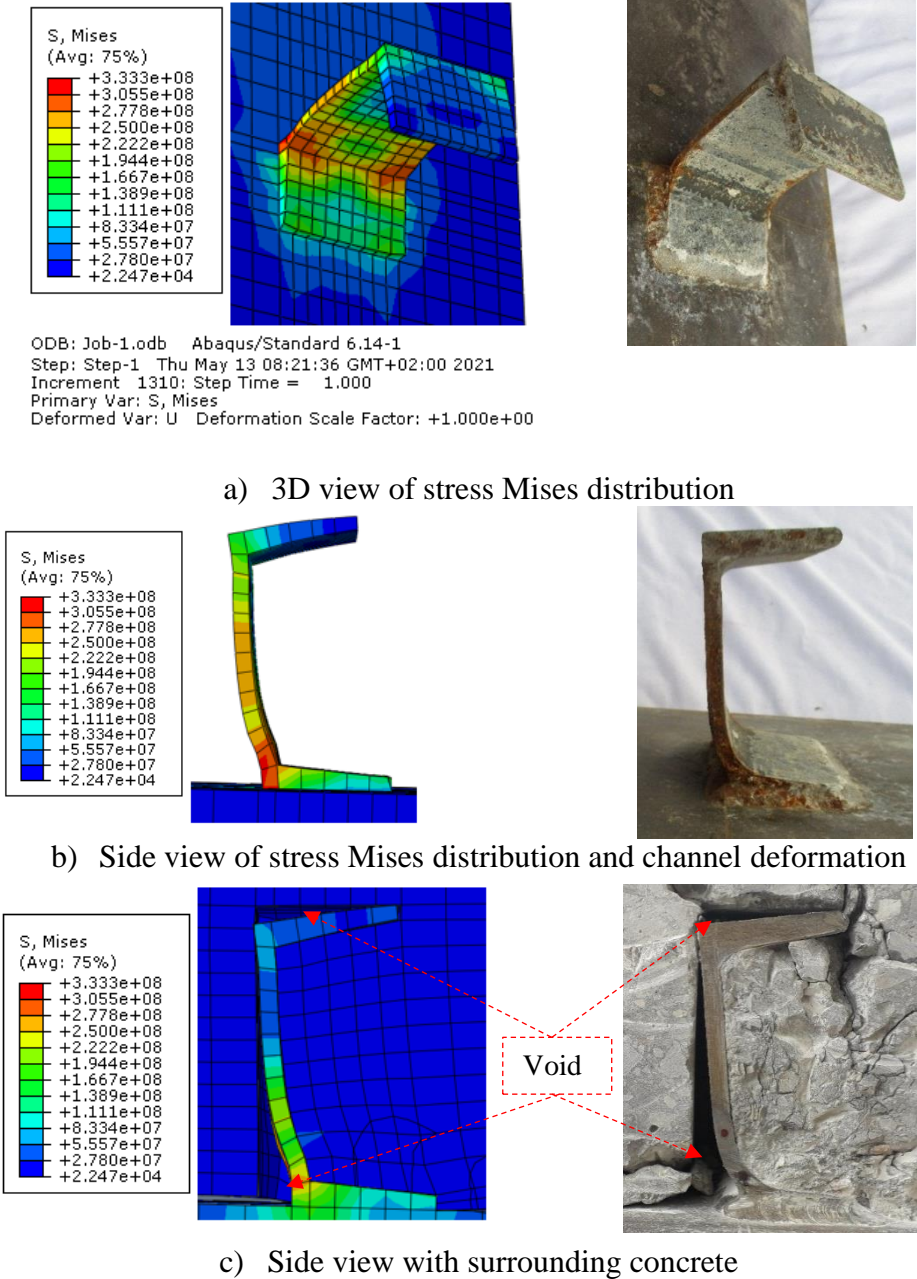 S, Mises
(Avg: 75%)
+3.333e+08
+3.055e+08
+2.778e+08
+2.500e+08
+2.222e+08
+1.944e+08
+1.667e+08
+1.389e+08
+1.111e+08
+8.334e+07
+5.557e+07
+2.780e+07
+2.247e+04
ODB: Job-1.odb Abaqus/Standard 6.14-1
Step: Step-1 Thu May 13 08:21:36 GMT+02:00 2021
Increment 1310: Step Time = 1.000
Primary Var: S, Mises
Deformed Var: U Deformation Scale Factor: +1.000e+00
a) 3D view of stress Mises distribution
S, Mises
(Avg: 75%)
+3.333e+08
+3.055e+08
+2.778e+08
+2.500e+08
+2.222e+08
+1.944e+08
+1.667e+08
+1.389e+08
+1.111e+08
+8.334e+07
+5.557e+07
+2.780e+07
+2.247e+04
b) Side view of stress Mises distribution and channel deformation
S, Mises
(Avg: 75%)
+3.333e+08
+3.055e+08
+2.778e+08
+2.500e+08
+2.222e+08
+1.944e+08
+1.667e+08
+1.389e+08
+1.111e+08
+8.334e+07
+5.557e+07
+2.780e+07
+2.247e+04
Void
c) Side view with surrounding concrete